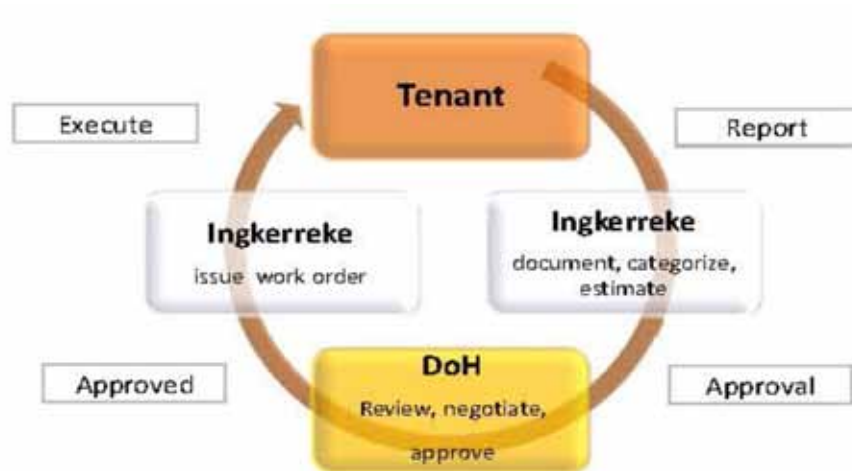 Tenant
Execute
Report
Ingkerreke
issue work order
Ingkerreke
document, categorize,
estimate
DoH
Review, negotiate,
approve
Approved
Approval